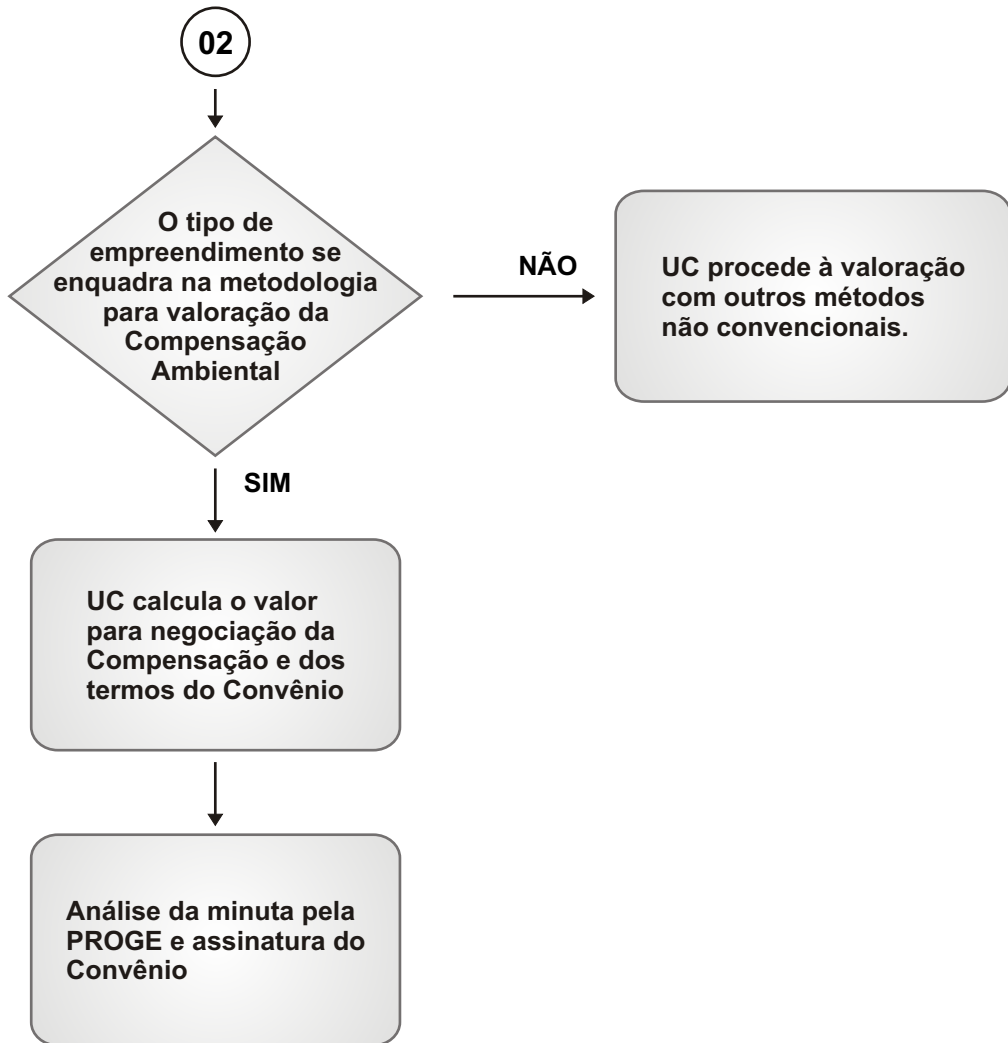 02
O tipo de
empreendimento se
enquadra na metodologia
para valoração da
Compensação
Ambiental
NÃO
UC procede à valoração
com outros métodos
não convencionais.
SIM
UC calcula o valor
para negociação da
Compensação e dos
termos do Convênio
Análise da minuta pela
PROGE e assinatura do
Convênio